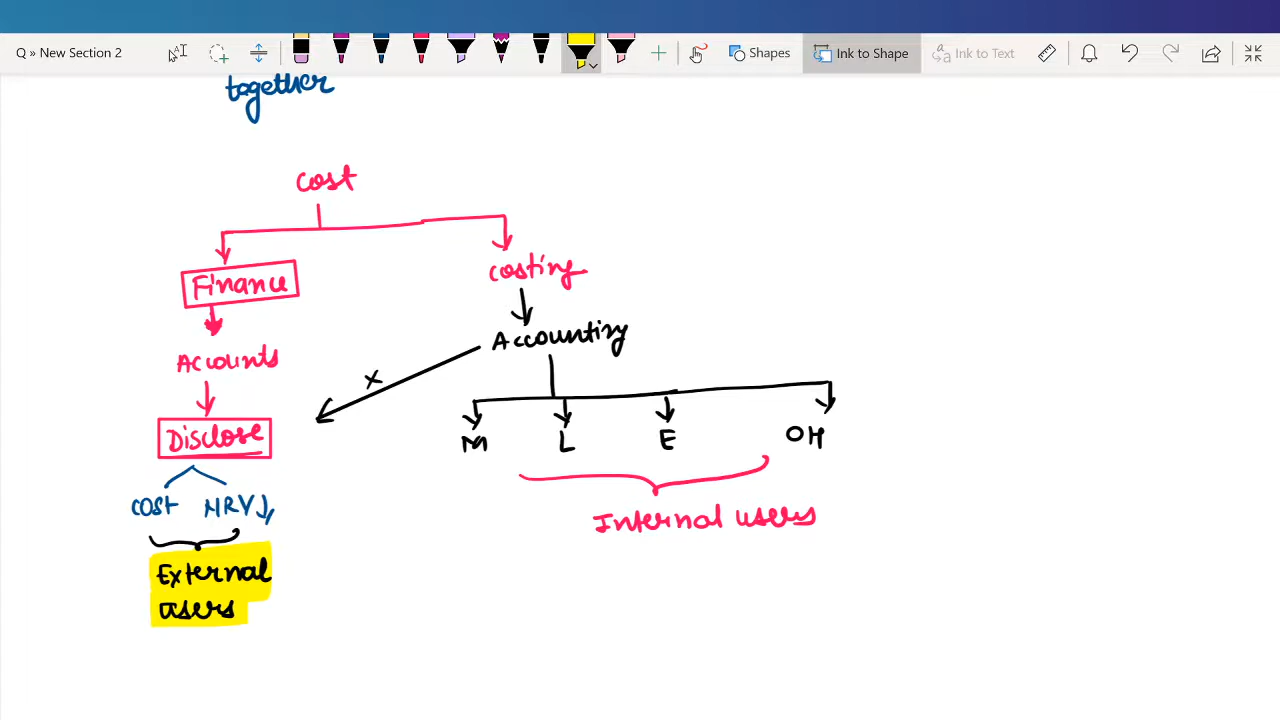 Q » New Section 2
Shapes
Ink to Shape
Ink to Text
together
Cost
Finance
costing
Accounting
Accounts
x
Disclose
M L E OH
Cost NRV↓
Internal users
External
users